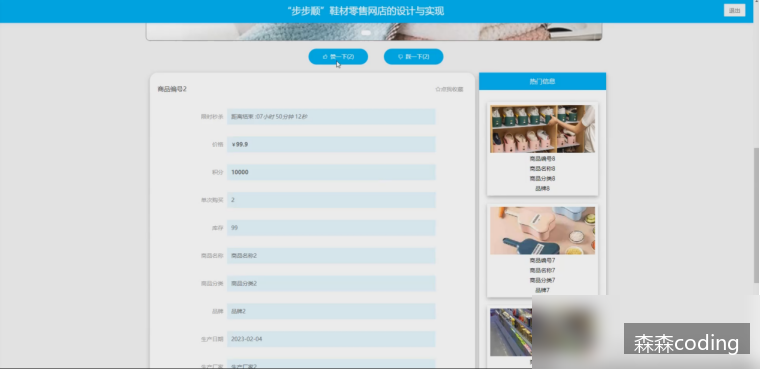 “步步顺”鞋材零售网店的设计与实现
退出
赞一下(2)
踩一下(2)
商品编号2
点我收藏
限时秒杀 距离结束:07小时50分钟12秒
价格 ￥99.9
积分 10000
单次购买 2
库存 99
商品名称 商品名称2
商品分类 商品分类2
品牌 品牌2
生产日期 2023-02-04
生产厂家 生产厂家2
热门信息
商品编号8
商品名称8
商品分类8
品牌8
商品编号7
商品名称7
商品分类7
品牌7
森森coding